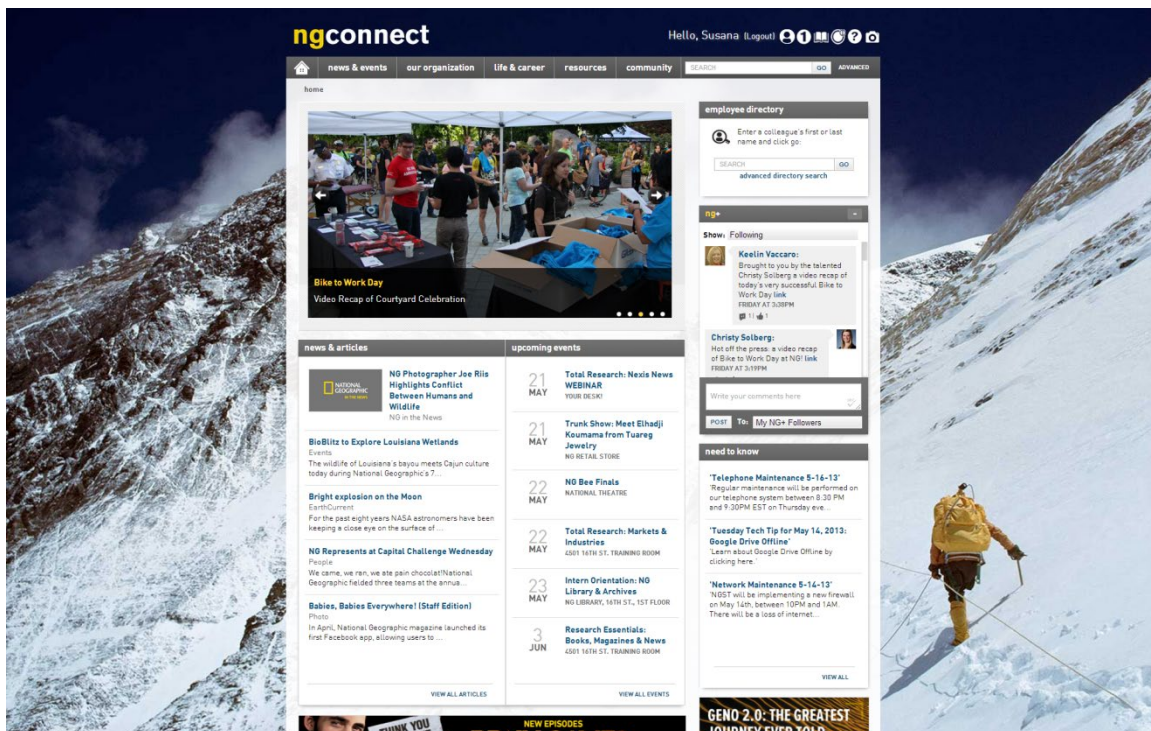 ngconnect
Hello, Susana (Logout)
news & events our organization life & career resources community SEARCH GO ADVANCED
home
Bike to Work Day
Video Recap of Courtyard Celebration
news & articles
NATIONAL
GEOGRAPHIC
IN THE NEWS
NG Photographer Joe Riis
Highlights Conflict
Between Humans and
Wildlife
NG in the News
BioBlitz to Explore Louisiana Wetlands
Events
The wildlife of Louisiana's bayou meets Cajun culture
today during National Geographic's 7...
Bright explosion on the Moon
EarthCurrent
For the past eight years NASA astronomers have been
keeping a close eye on the surface of ...
NG Represents at Capital Challenge Wednesday
People
We came, we ran, we ate pain chocolat!National
Geographic fielded three teams at the annua...
Babies, Babies Everywhere! (Staff Edition)
Photo
In April, National Geographic magazine launched its
first Facebook app, allowing users to ...
VIEW ALL ARTICLES
upcoming events
21
MAY
Total Research: Nexis News
WEBINAR
YOUR DESK!
21
MAY
Trunk Show: Meet Elhadji
Koumama from Tuareg
Jewelry
NG RETAIL STORE
22
MAY
NG Bee Finals
NATIONAL THEATRE
22
MAY
Total Research: Markets &
Industries
4501 16TH ST. TRAINING ROOM
23
MAY
Intern Orientation: NG
Library & Archives
NG LIBRARY, 16TH ST., 1ST FLOOR
3
JUN
Research Essentials:
Books, Magazines & News
4501 16TH ST. TRAINING ROOM
VIEW ALL EVENTS
employee directory
Enter a colleague's first or last
name and click go:
SEARCH GO
advanced directory search
ng+
Show: Following
Keelin Vaccaro:
Brought to you by the talented
Christy Solberg a video recap of
today's very successful Bike to
Work Day link
FRIDAY AT 3:38PM
1 | 1
Christy Solberg:
Hot off the press: a video recap
of Bike to Work Day at NG! link
FRIDAY AT 3:19PM
Write your comments here
POST To: My NG+ Followers
need to know
'Telephone Maintenance 5-16-13'
'Regular maintenance will be performed on
our telephone system between 8:30 PM
and 9:30PM EST on Thursday eve...
'Tuesday Tech Tip for May 14, 2013:
Google Drive Offline'
'Learn about Google Drive Offline by
clicking here.'
'Network Maintenance 5-14-13'
'NGST will be implementing a new firewall
on May 14th, between 10PM and 1AM.
There will be a loss of internet...
VIEW ALL
THINK YOU
NEW EPISODES
GENO 2.0: THE GREATEST
JOURNEY EVER TOLD